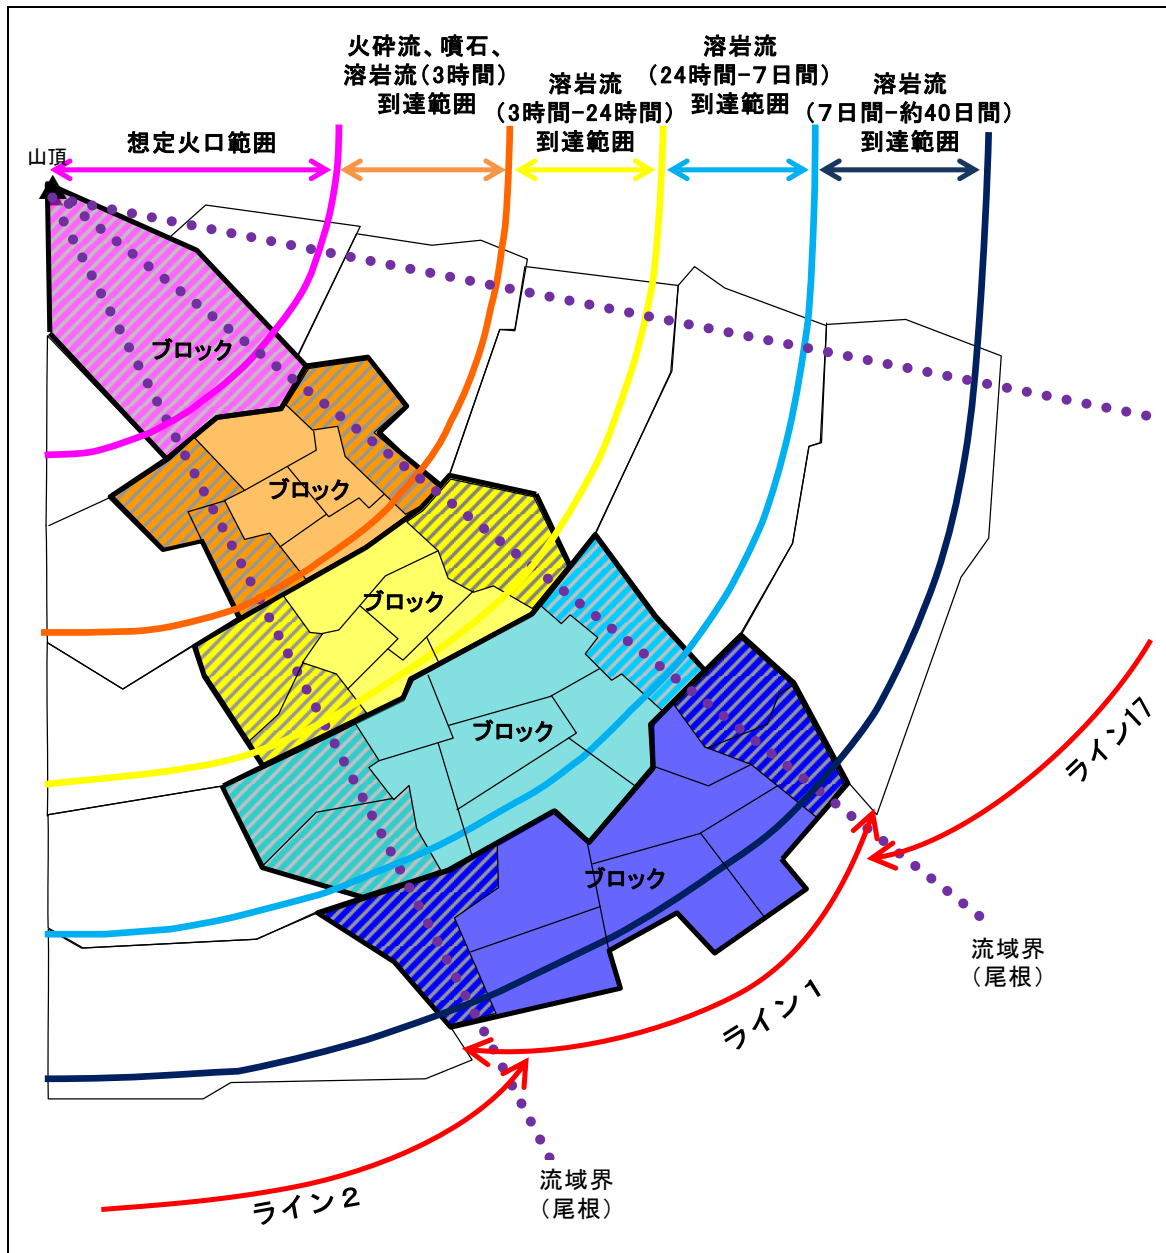 火砕流、噴石、
溶岩流(3時間)
到達範囲
溶岩流
(3時間-24時間)
到達範囲
溶岩流
(24時間-7日間)
到達範囲
溶岩流
(7日間-約40日間)
到達範囲
想定火口範囲
山頂
ブロック
ブロック
ブロック
ブロック
ブロック
ライン17
ライン1
ライン2
流域界
(尾根)
流域界
(尾根)